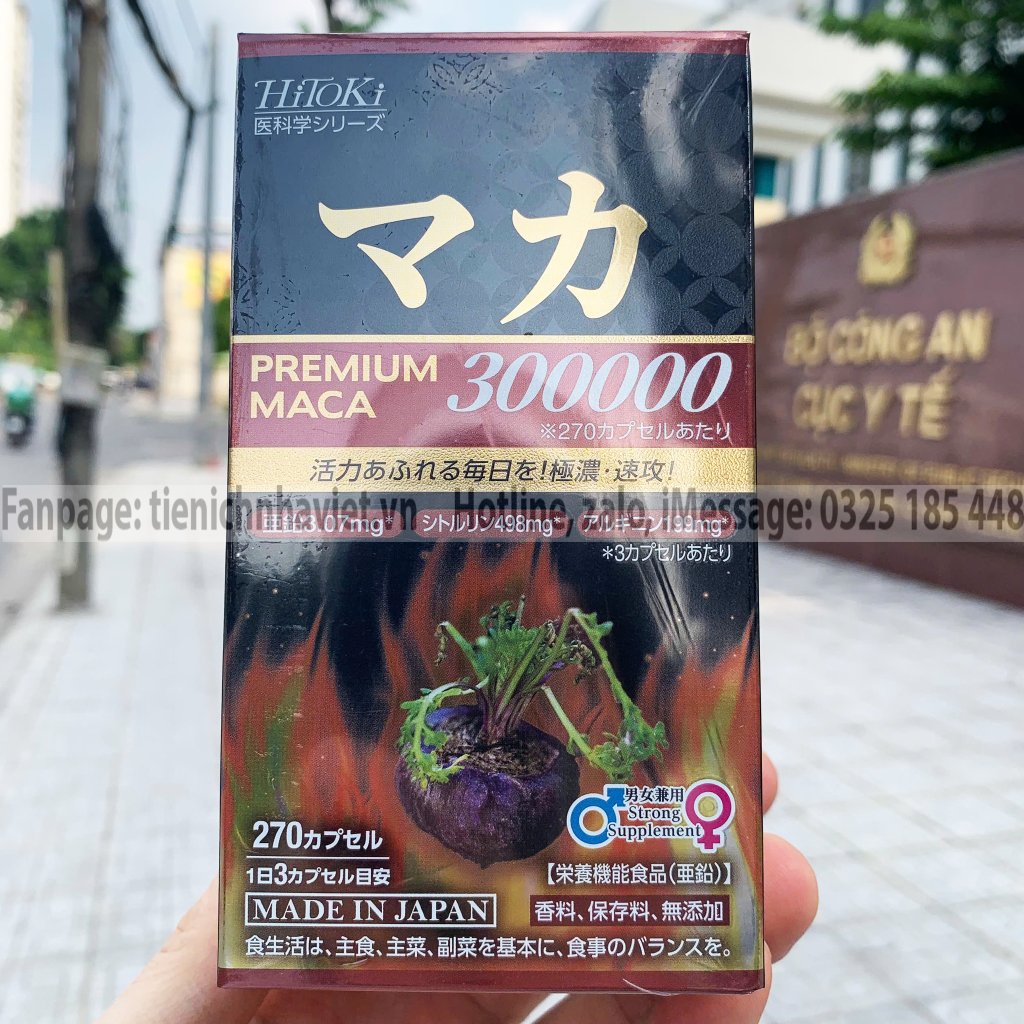 HiToKi
医科学シリーズ
マカ
PREMIUM
MACA
300000
※270カプセルあたり
活力あふれる毎日を!極濃・速攻!
Fanpage: tienichnhaviet.vn - Hotline, zalo, iMessage: 0325 185 448
亜鉛3.07mg* シトルリン498mg* アルギニン199mg*
*3カプセルあたり
BỘ CÔNG AN
CỤC Y TẾ
男女兼用
Strong
Supplement
270カプセル
1日3カプセル目安
【栄養機能食品(亜鉛)】
MADE IN JAPAN
香料、保存料、無添加
食生活は、主食、主菜、副菜を基本に、食事のバランスを。